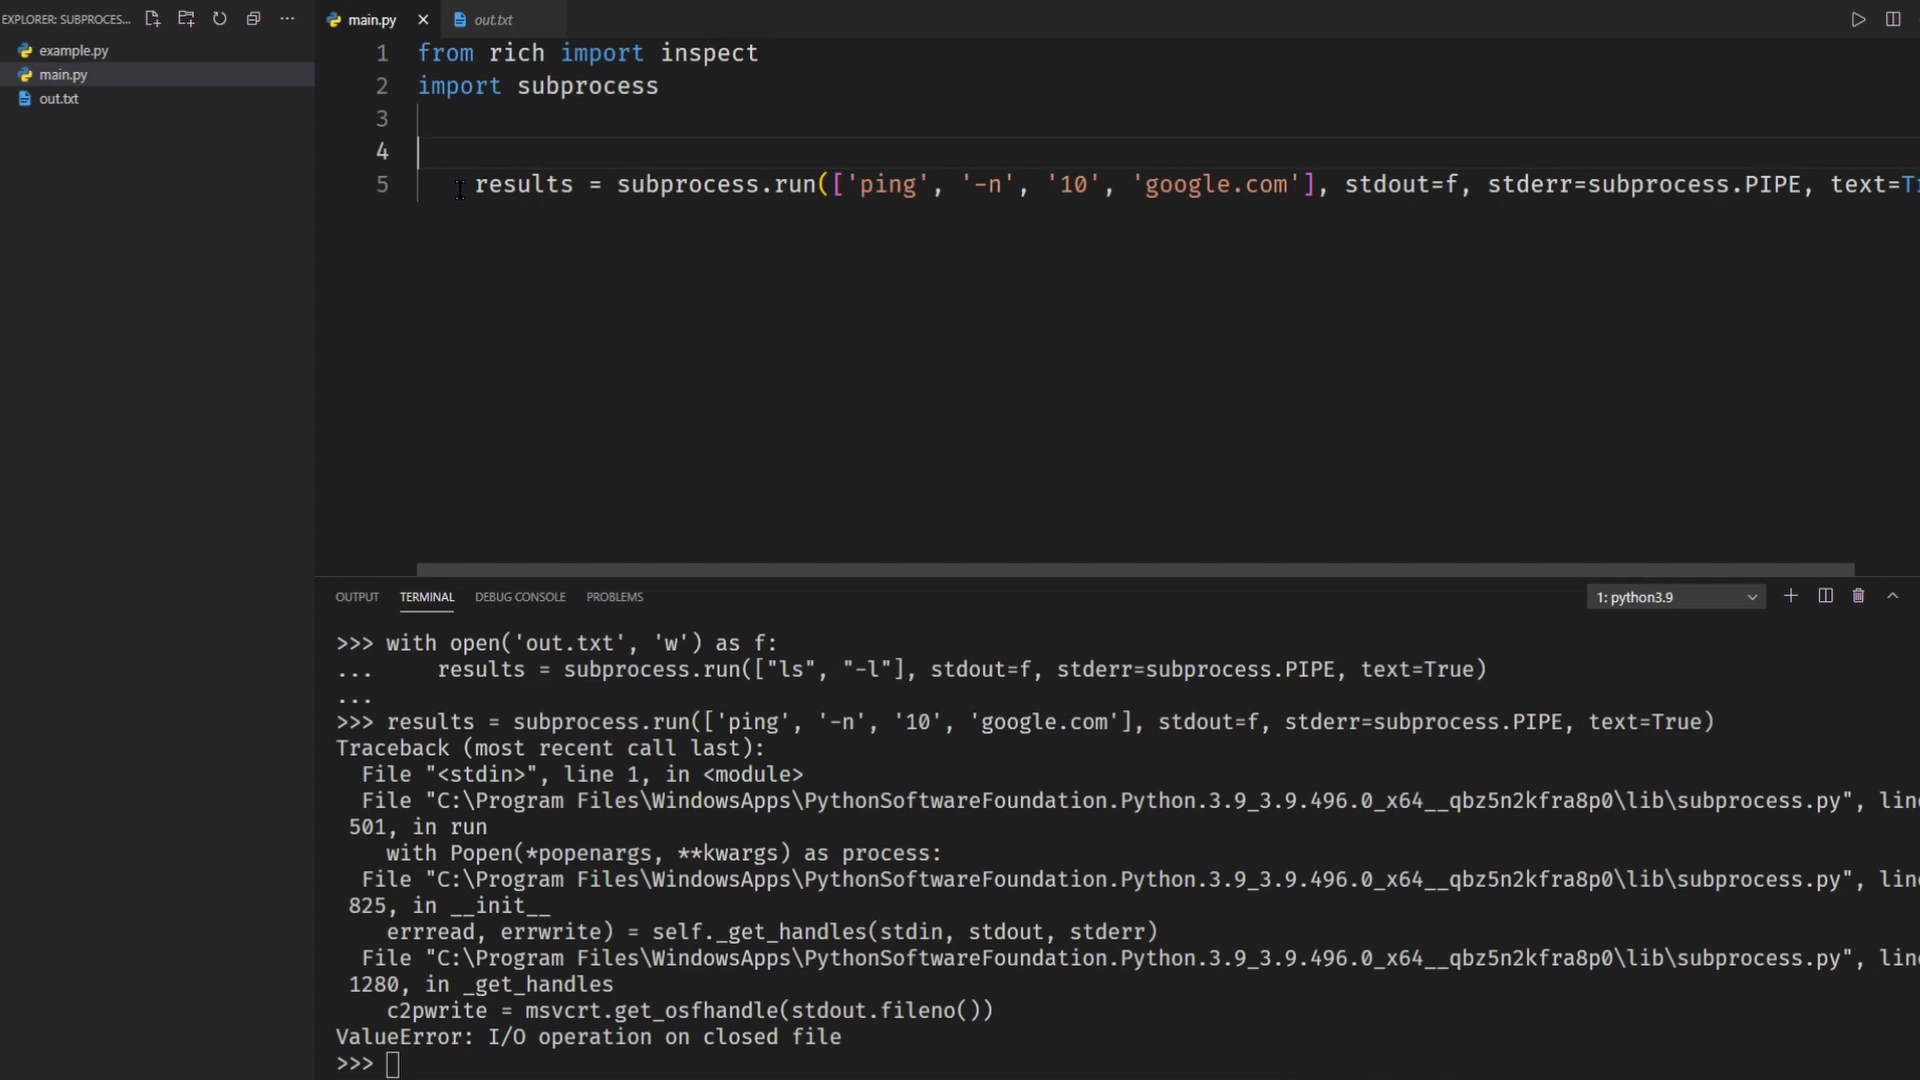 EXPLORER: SUBPROCES...
example.py
main.py
out.txt
main.py
out.txt
1 from rich import inspect
2 import subprocess
3
4
5 results = subprocess.run(['ping', '-n', '10', 'google.com'], stdout=f, stderr=subprocess.PIPE, text=T
OUTPUT TERMINAL DEBUG CONSOLE PROBLEMS
1: python3.9
>>> with open('out.txt', 'w') as f:
...     results = subprocess.run(["ls", "-l"], stdout=f, stderr=subprocess.PIPE, text=True)
...
>>> results = subprocess.run(['ping', '-n', '10', 'google.com'], stdout=f, stderr=subprocess.PIPE, text=True)
Traceback (most recent call last):
  File "<stdin>", line 1, in <module>
  File "C:\Program Files\WindowsApps\PythonSoftwareFoundation.Python.3.9_3.9.496.0_x64__qbz5n2kfra8p0\lib\subprocess.py", line
501, in run
    with Popen(*popenargs, **kwargs) as process:
  File "C:\Program Files\WindowsApps\PythonSoftwareFoundation.Python.3.9_3.9.496.0_x64__qbz5n2kfra8p0\lib\subprocess.py", line
825, in __init__
    errread, errwrite) = self._get_handles(stdin, stdout, stderr)
  File "C:\Program Files\WindowsApps\PythonSoftwareFoundation.Python.3.9_3.9.496.0_x64__qbz5n2kfra8p0\lib\subprocess.py", line
1280, in _get_handles
    c2pwrite = msvcrt.get_osfhandle(stdout.fileno())
ValueError: I/O operation on closed file
>>>